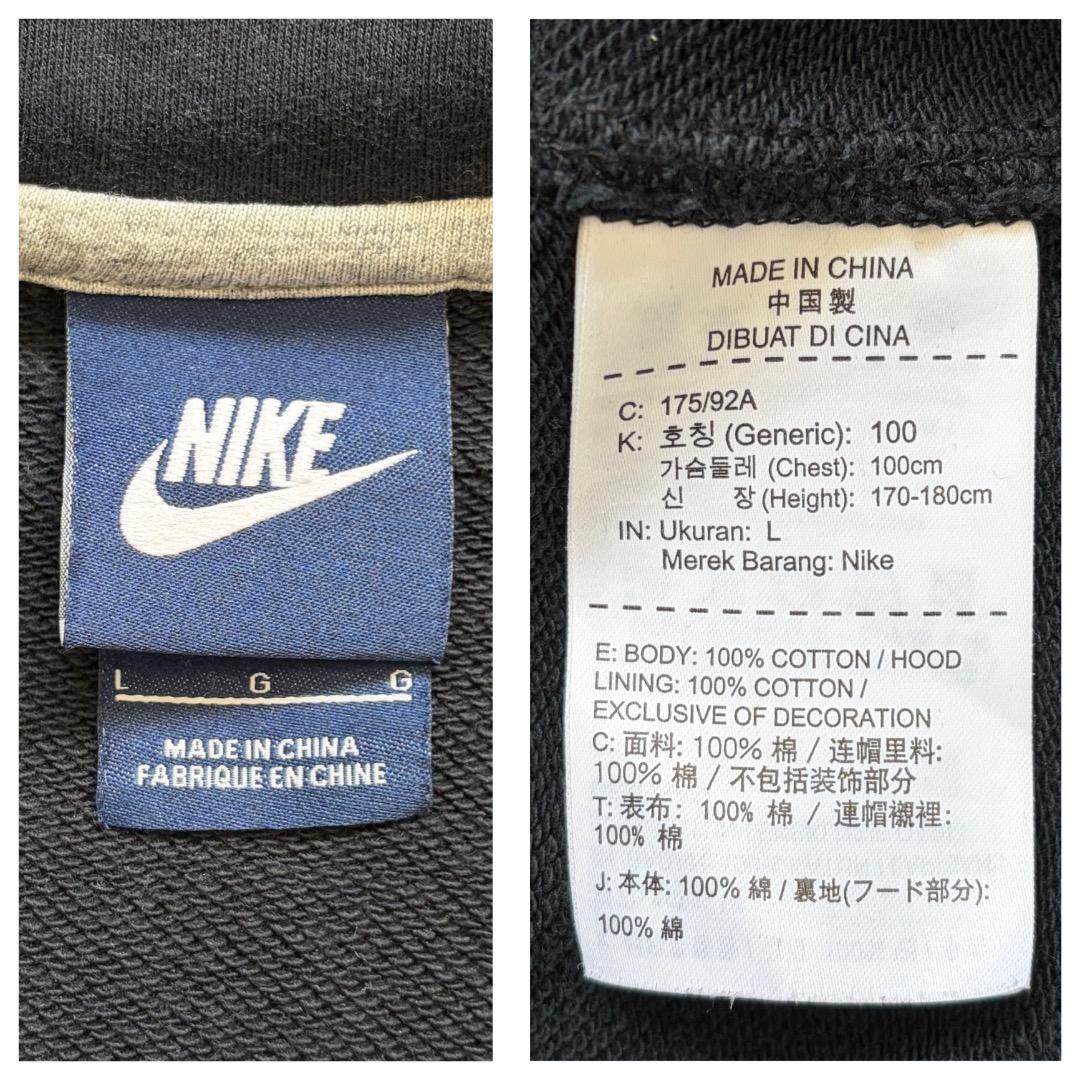 NIKE
L G G
MADE IN CHINA
FABRIQUE EN CHINE
MADE IN CHINA
中国製
DIBUAT DI CINA
C: 175/92A
K: 호칭 (Generic): 100
가슴둘레 (Chest): 100cm
신 장 (Height): 170-180cm
IN: Ukuran: L
Merek Barang: Nike
E: BODY: 100% COTTON / HOOD
LINING: 100% COTTON /
EXCLUSIVE OF DECORATION
C: 面料: 100% 棉 / 连帽里料:
100% 棉 / 不包括装饰部分
T: 表布: 100% 棉 / 連帽襯裡:
100% 棉
J: 本体: 100% 綿 / 裏地(フード部分):
100% 綿